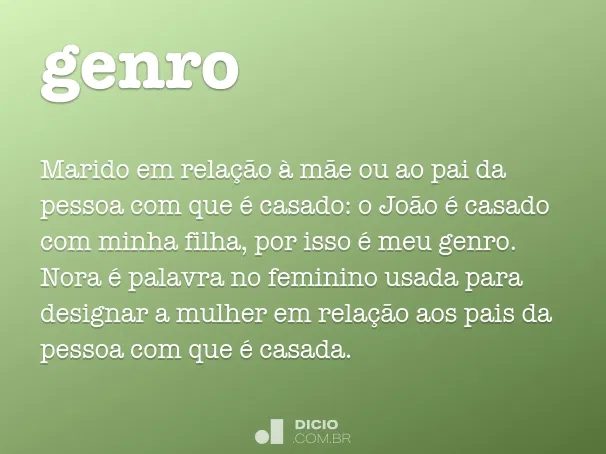 genro
Marido em relação à mãe ou ao pai da
pessoa com que é casado: o João é casado
com minha filha, por isso é meu genro.
Nora é palavra no feminino usada para
designar a mulher em relação aos pais da
pessoa com que é casada.
DICIO
.COM.BR